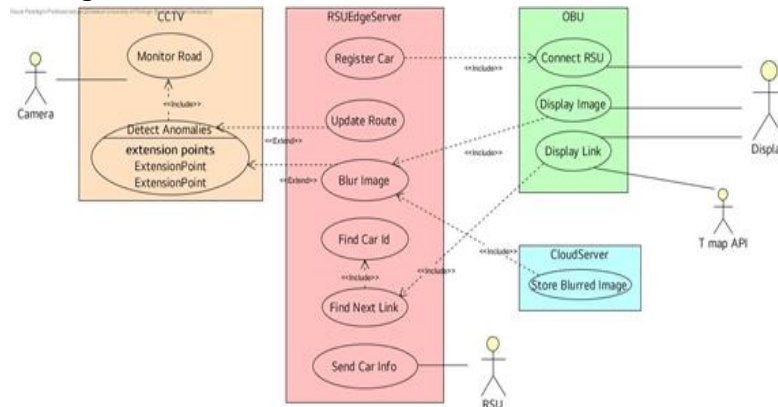 CCTV
Monitor Road
<<Include>>
Detect Anomalies
extension points
ExtensionPoint
ExtensionPoint
Camera
RSUEdgeServer
Register Car
Update Route
<<Extend>>
Blur Image
<<Extend>>
Find Car Id
<<Include>>
Find Next Link
Send Car Info
RSU
OBU
Connect RSU
<<Include>>
Display Image
<<Include>>
Display Link
Displa
T map API
CloudServer
<<Include>>
Store Blurred Image
<<Include>>